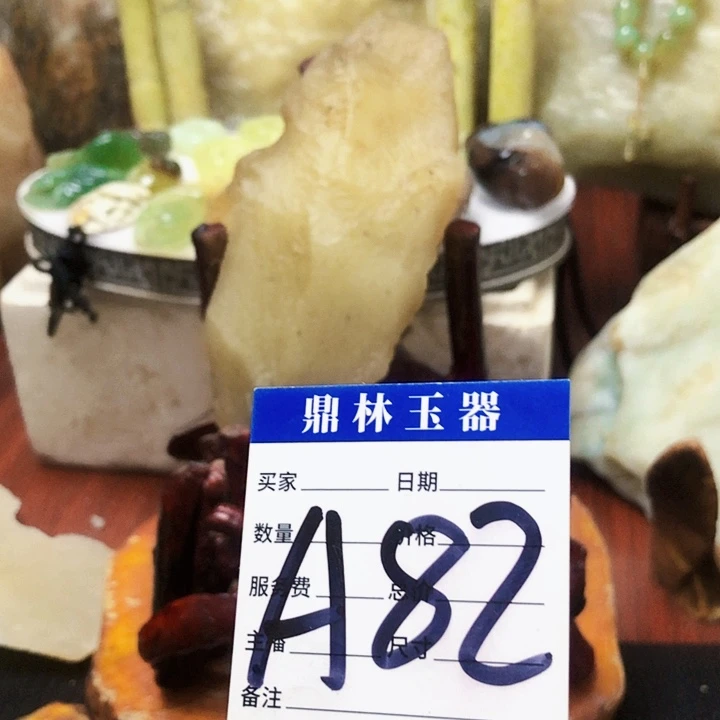 鼎林玉器
买家 日期
数量 价格
服务费 总价
主播 尺寸
备注
A82